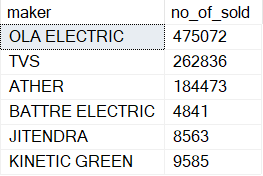 maker no_of_sold
OLA ELECTRIC 475072
TVS 262836
ATHER 184473
BATTRE ELECTRIC 4841
JITENDRA 8563
KINETIC GREEN 9585